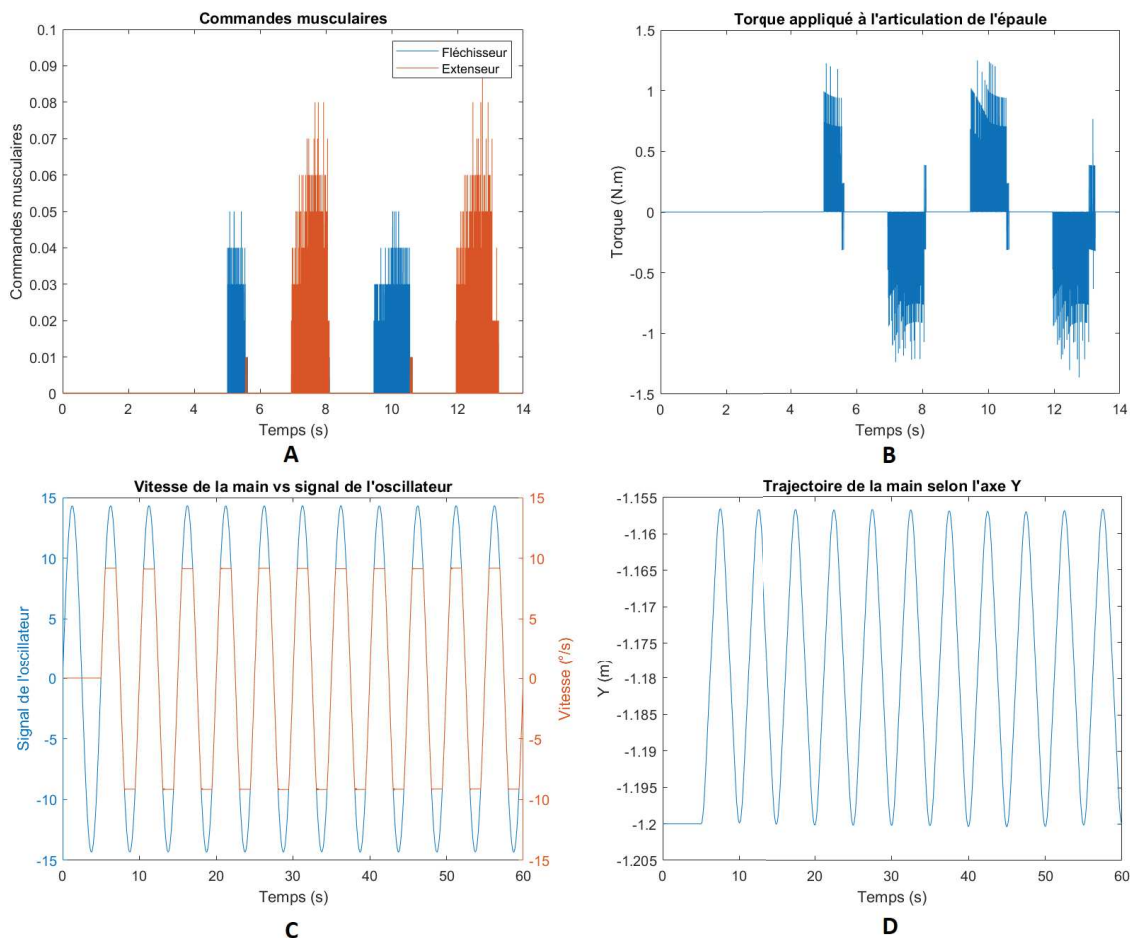 Commandes musculaires
0.1
0.09
0.08
0.07
0.06
0.05
0.04
0.03
0.02
0.01
0
Commandes musculaires
Fléchisseur
Extenseur
0 2 4 6 8 10 12 14
Temps (s)
A
Torque appliqué à l'articulation de l'épaule
1.5
1
0.5
0
-0.5
-1
-1.5
Torque (N.m)
0 2 4 6 8 10 12 14
Temps (s)
B
Vitesse de la main vs signal de l'oscillateur
15
10
5
0
-5
-10
-15
Signal de l'oscillateur
15
10
5
0
-5
-10
-15
Vitesse (°/s)
0 10 20 30 40 50 60
Temps (s)
C
Trajectoire de la main selon l'axe Y
-1.155
-1.16
-1.165
-1.17
-1.175
-1.18
-1.185
-1.19
-1.195
-1.2
-1.205
Y (m)
0 10 20 30 40 50 60
Temps (s)
D